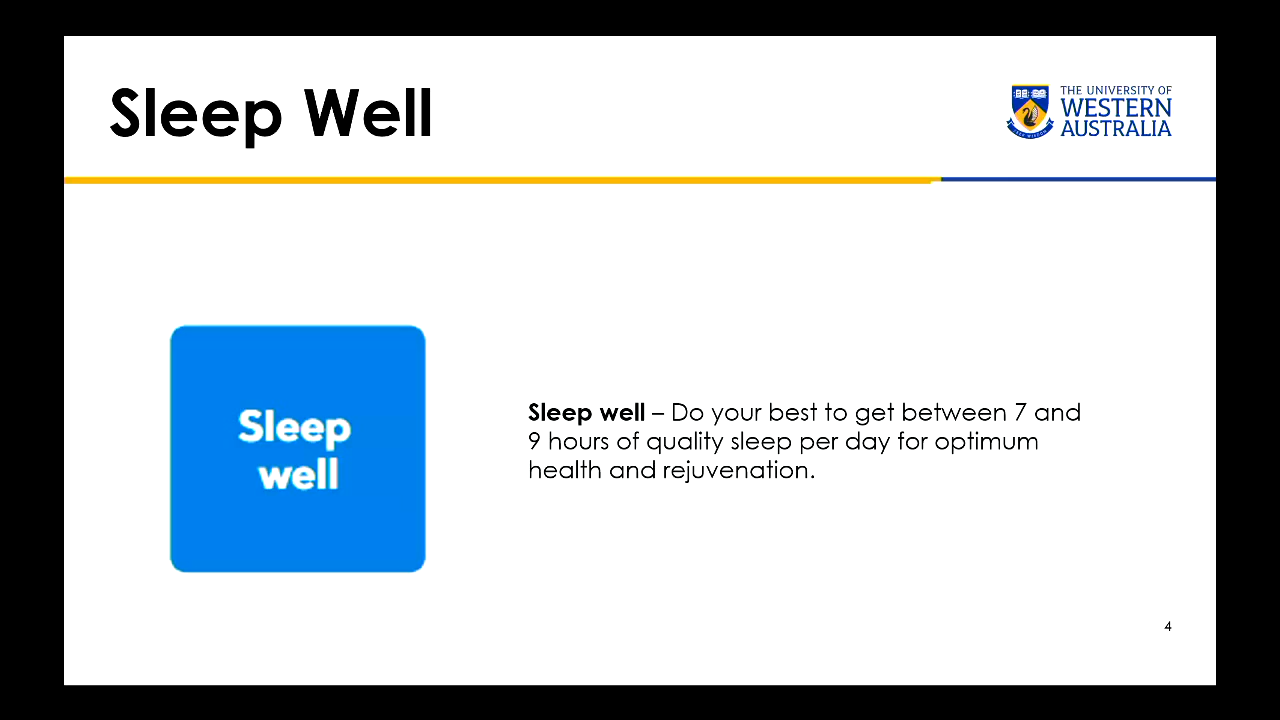 Sleep Well
THE UNIVERSITY OF
WESTERN
AUSTRALIA
Sleep
well
Sleep well – Do your best to get between 7 and
9 hours of quality sleep per day for optimum
health and rejuvenation.
4